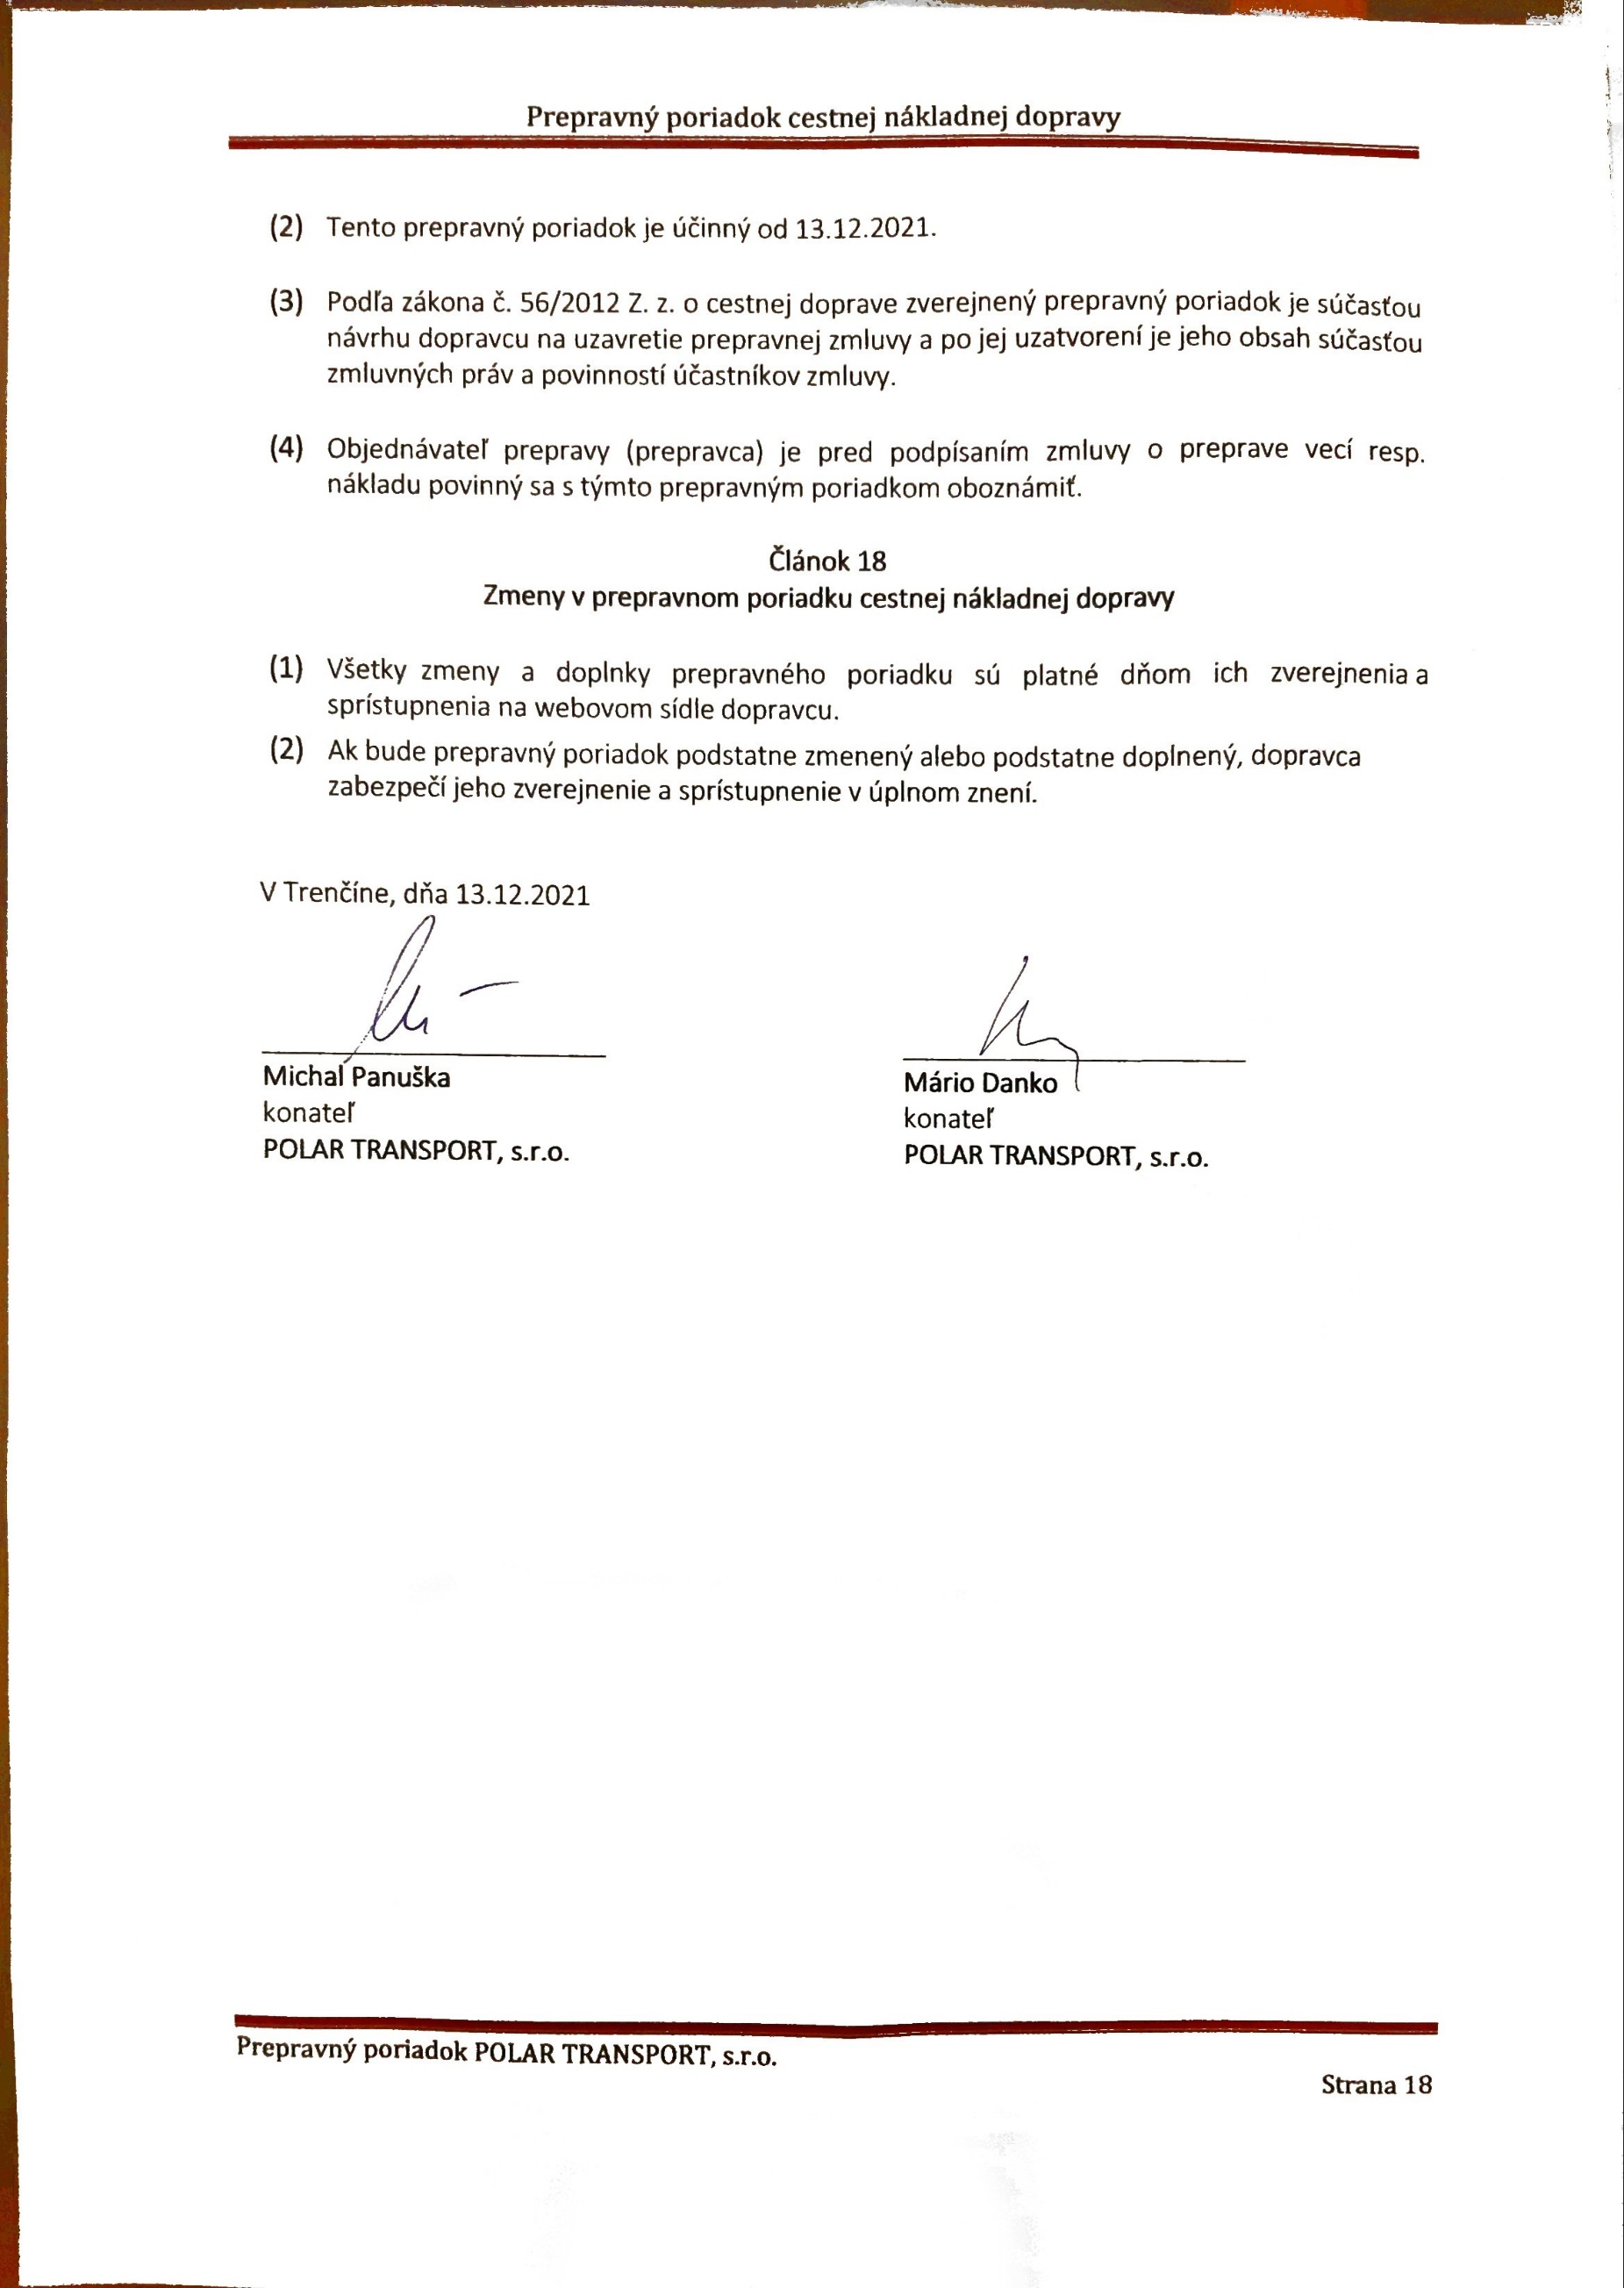 Prepravný poriadok cestnej nákladnej dopravy
(2) Tento prepravný poriadok je účinný od 13.12.2021.
(3) Podľa zákona č. 56/2012 Z. z. o cestnej doprave zverejnený prepravný poriadok je súčasťou
návrhu dopravcu na uzavretie prepravnej zmluvy a po jej uzatvorení je jeho obsah súčasťou
zmluvných práv a povinností účastníkov zmluvy.
(4) Objednávateľ prepravy (prepravca) je pred podpísaním zmluvy o preprave vecí resp.
nákladu povinný sa s týmto prepravným poriadkom oboznámiť.
Článok 18
Zmeny v prepravnom poriadku cestnej nákladnej dopravy
(1) Všetky zmeny a doplnky prepravného poriadku sú platné dňom ich zverejnenia a
sprístupnenia na webovom sídle dopravcu.
(2) Ak bude prepravný poriadok podstatne zmenený alebo podstatne doplnený, dopravca
zabezpečí jeho zverejnenie a sprístupnenie v úplnom znení.
V Trenčíne, dňa 13.12.2021
Michal Panuška
konateľ
POLAR TRANSPORT, s.r.o.
Mário Danko
konateľ
POLAR TRANSPORT, s.r.o.
Prepravný poriadok POLAR TRANSPORT, s.r.o.
Strana 18